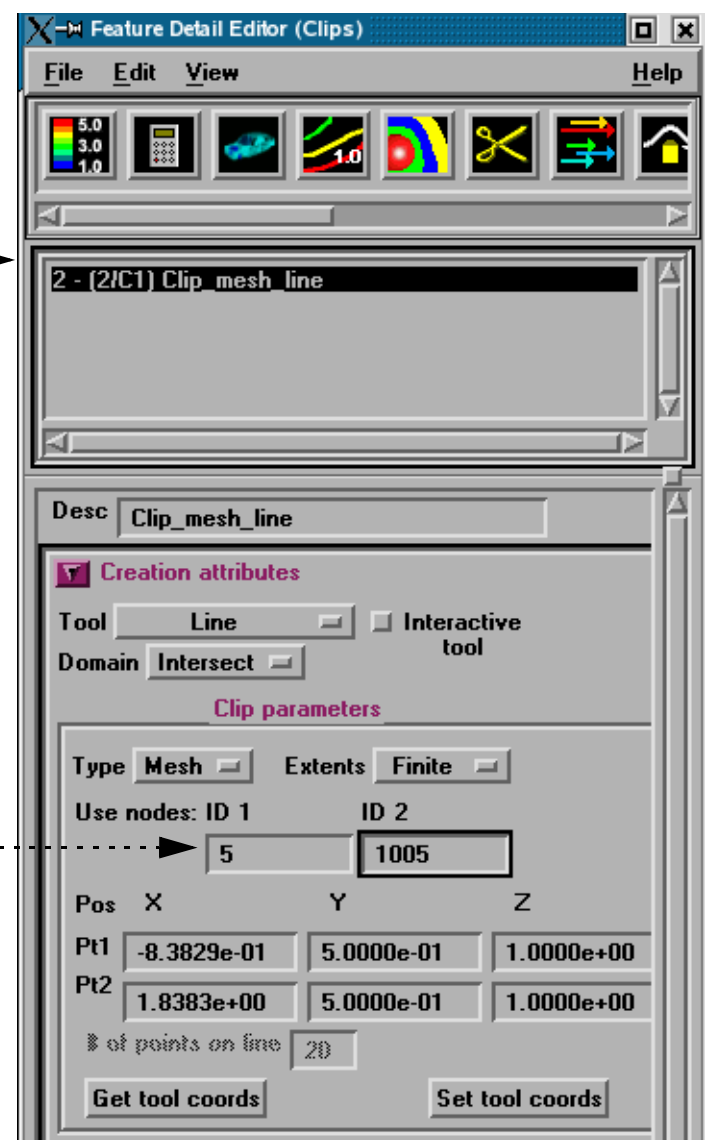 Feature Detail Editor (Clips)
File Edit View Help
5.0
3.0
1.0
1.0
2 - (2/C1) Clip_mesh_line
Desc Clip_mesh_line
Creation attributes
Tool Line Interactive
tool
Domain Intersect
Clip parameters
Type Mesh Extents Finite
Use nodes: ID 1 ID 2
5 1005
Pos X Y Z
Pt1 -8.3829e-01 5.0000e-01 1.0000e+00
Pt2 1.8383e+00 5.0000e-01 1.0000e+00
# of points on line 20
Get tool coords Set tool coords